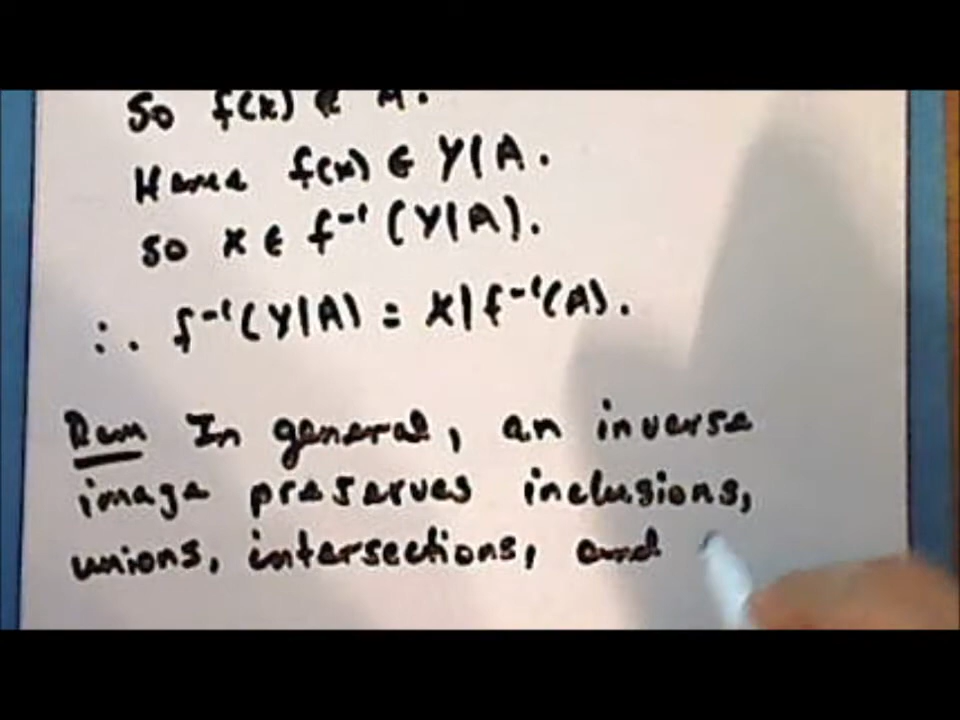 So f(x) ∉ A.
Hence f(x) ∈ Y\A.
So x ∈ f⁻¹(Y\A).
∴ f⁻¹(Y\A) = X\f⁻¹(A).
Rem In general, an inverse
image preserves inclusions,
unions, intersections, and